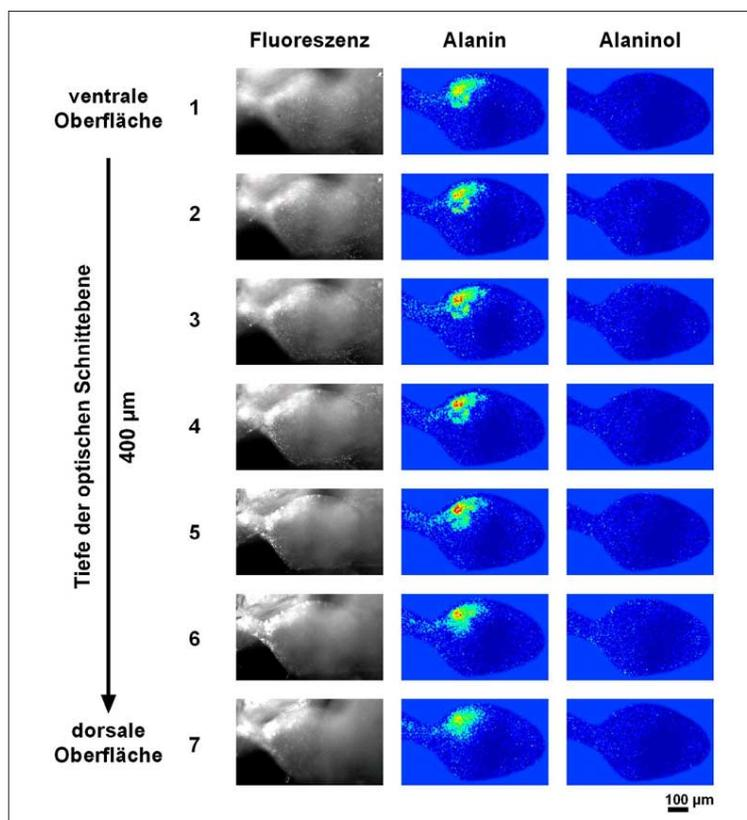 Fluoreszenz Alanin Alaninol
ventrale
Oberfläche
1
2
3
4
5
6
7
Tiefe der optischen Schnittebene
400 µm
dorsale
Oberfläche
100 µm